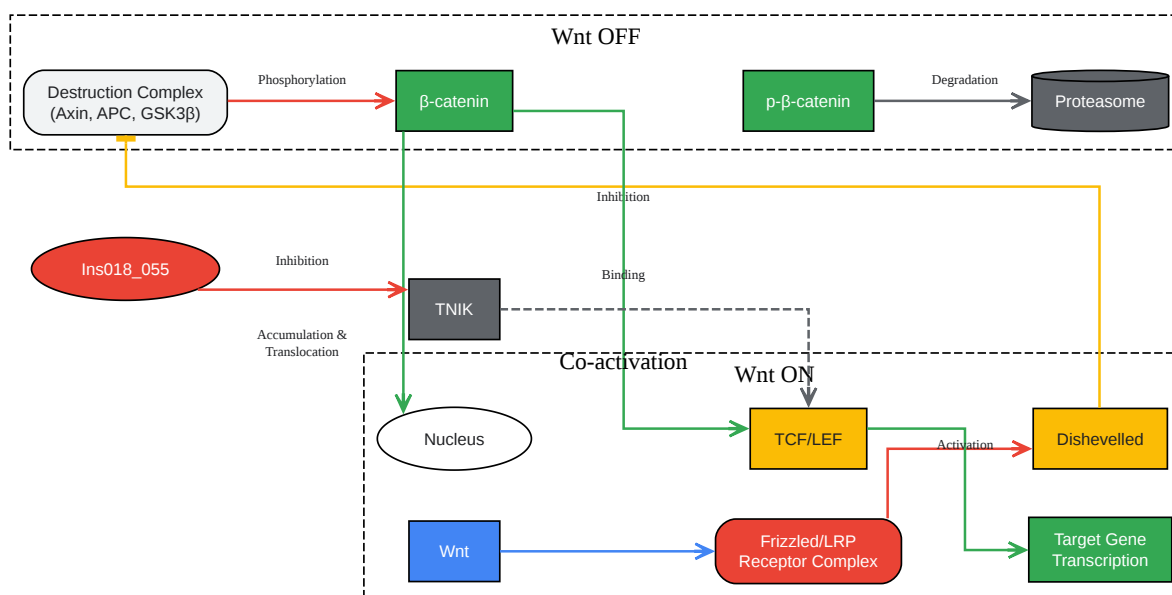 Wnt OFF
Destruction Complex
(Axin, APC, GSK3β)
Phosphorylation
β-catenin
p-β-catenin
Degradation
Proteasome
Inhibition
Ins018_055
Inhibition
TNIK
Binding
Accumulation &
Translocation
Co-activation
Wnt ON
Nucleus
TCF/LEF
Activation
Dishevelled
Wnt
Frizzled/LRP
Receptor Complex
Target Gene
Transcription